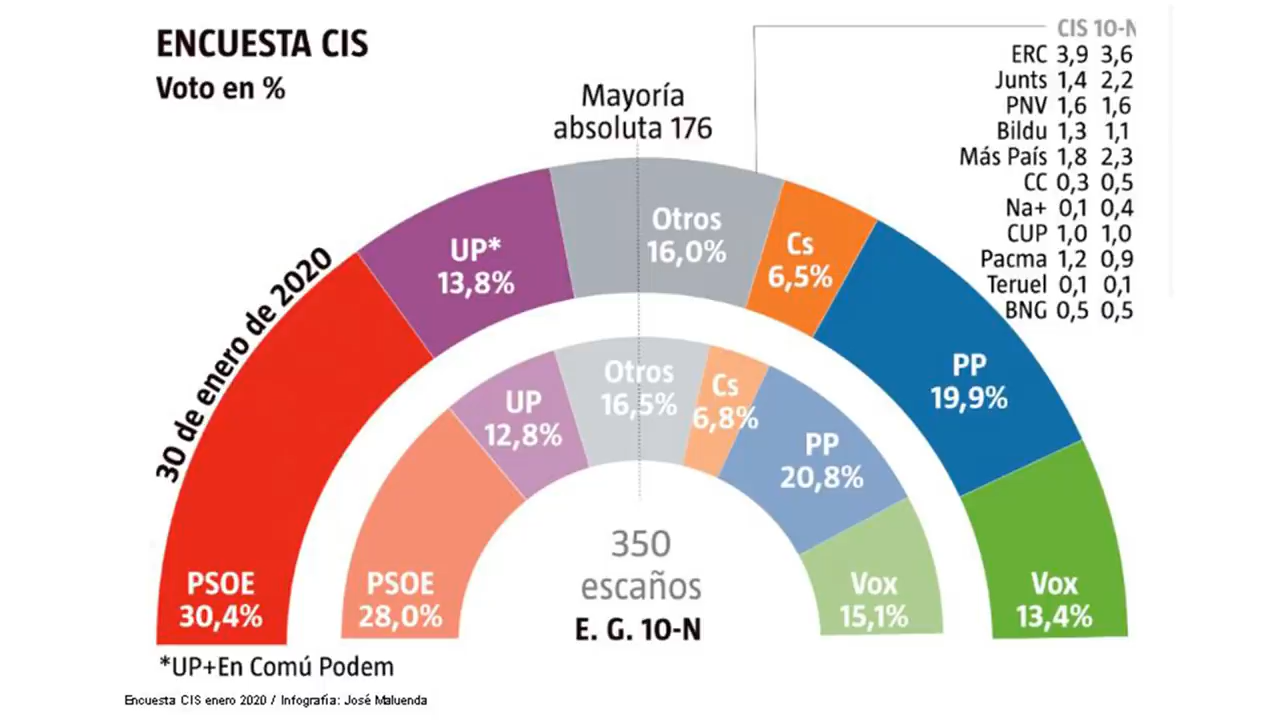 ENCUESTA CIS
Voto en %
Mayoría
absoluta 176
CIS 10-N
ERC 3,9 3,6
Junts 1,4 2,2
PNV 1,6 1,6
Bildu 1,3 1,1
Más País 1,8 2,3
CC 0,3 0,5
Na+ 0,1 0,4
CUP 1,0 1,0
Pacma 1,2 0,9
Teruel 0,1 0,1
BNG 0,5 0,5
30 de enero de 2020
PSOE
30,4%
UP*
13,8%
Otros
16,0%
Cs
6,5%
PP
19,9%
Vox
13,4%
PSOE
28,0%
UP
12,8%
Otros
16,5%
Cs
6,8%
PP
20,8%
Vox
15,1%
350
escaños
E. G. 10-N
*UP+En Comú Podem
Encuesta CIS enero 2020 / Infografía: José Maluenda